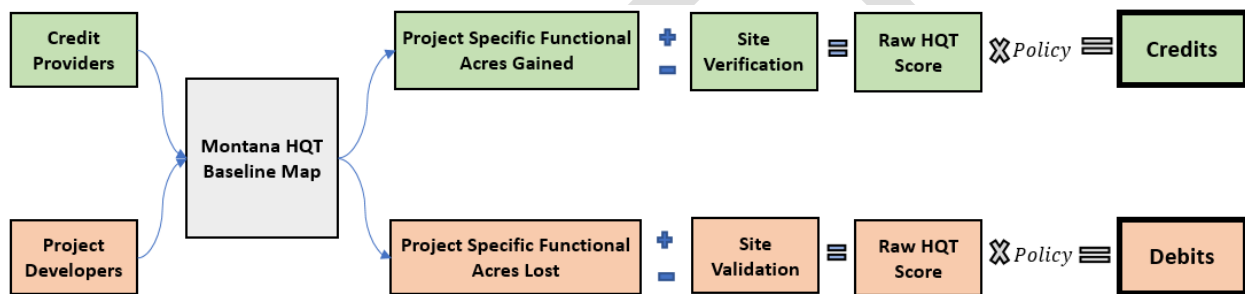 Credit
Providers
Montana HQT
Baseline Map
Project Specific Functional
Acres Gained
+
-
Site
Verification
=
Raw HQT
Score
× Policy =
Credits
Project
Developers
Project Specific Functional
Acres Lost
+
-
Site
Validation
=
Raw HQT
Score
× Policy =
Debits